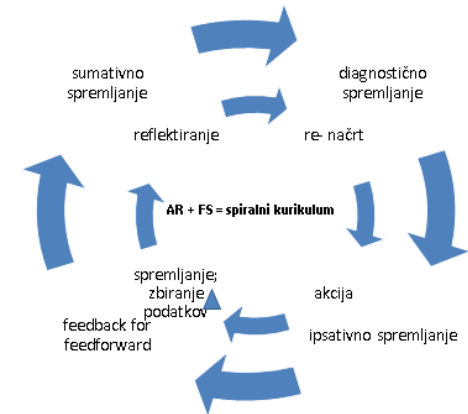 sumativno
spremljanje
diagnostično
spremljanje
reflektiranje
re- načrt
AR + FS = spiralni kurikulum
spremljanje;
zbiranje
podatkov
akcija
feedback for
feedforward
ipsativno spremljanje